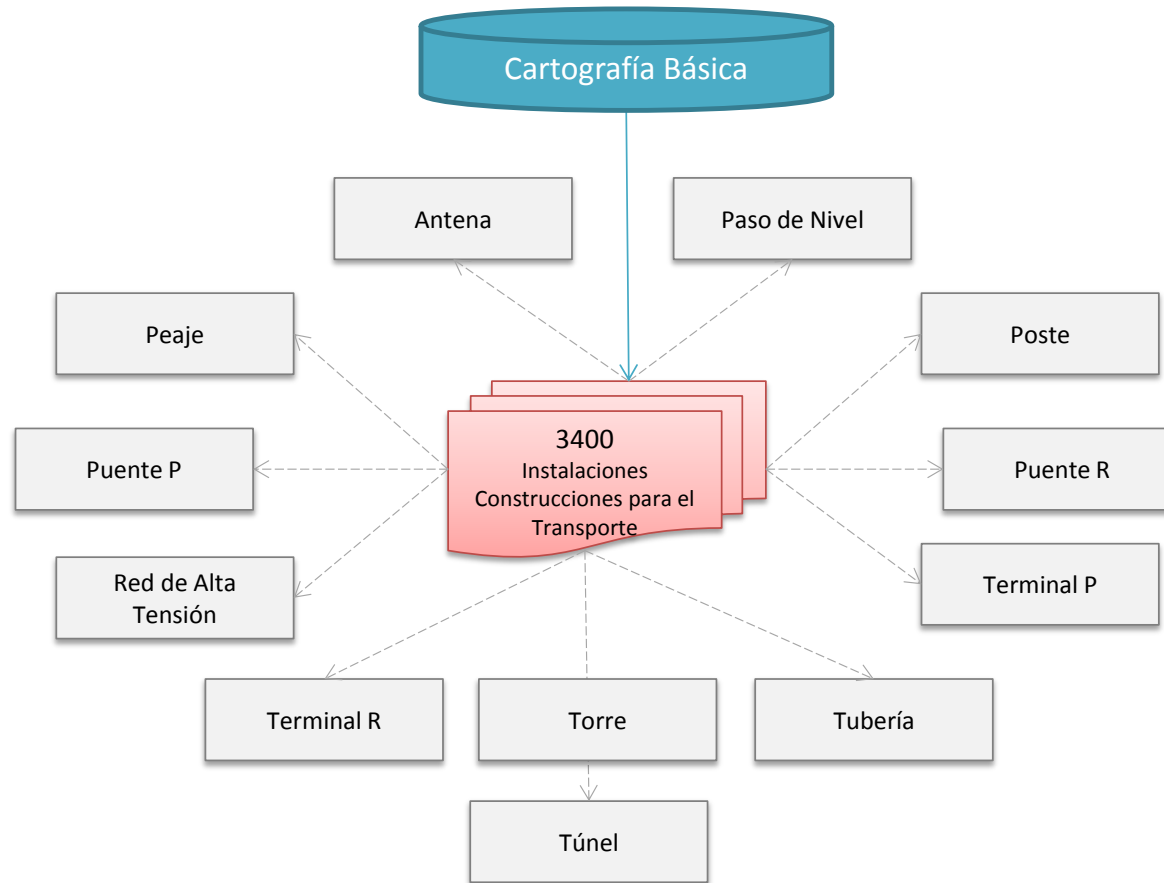 Cartografía Básica
Antena
Paso de Nivel
Peaje
Poste
3400
Instalaciones
Construcciones para el
Transporte
Puente P
Puente R
Red de Alta
Tensión
Terminal P
Terminal R
Torre
Tubería
Túnel